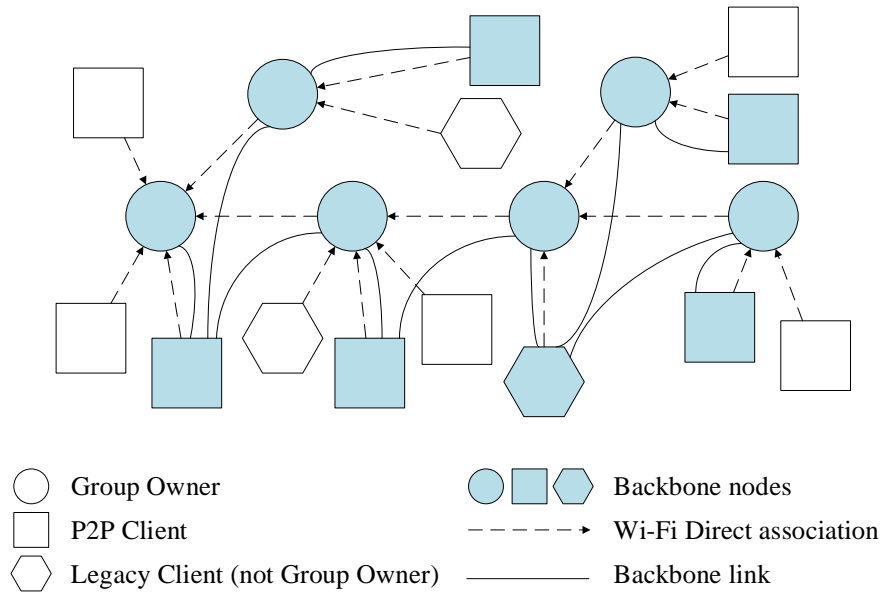 Group Owner
Backbone nodes
P2P Client
Wi-Fi Direct association
Legacy Client (not Group Owner)
Backbone link